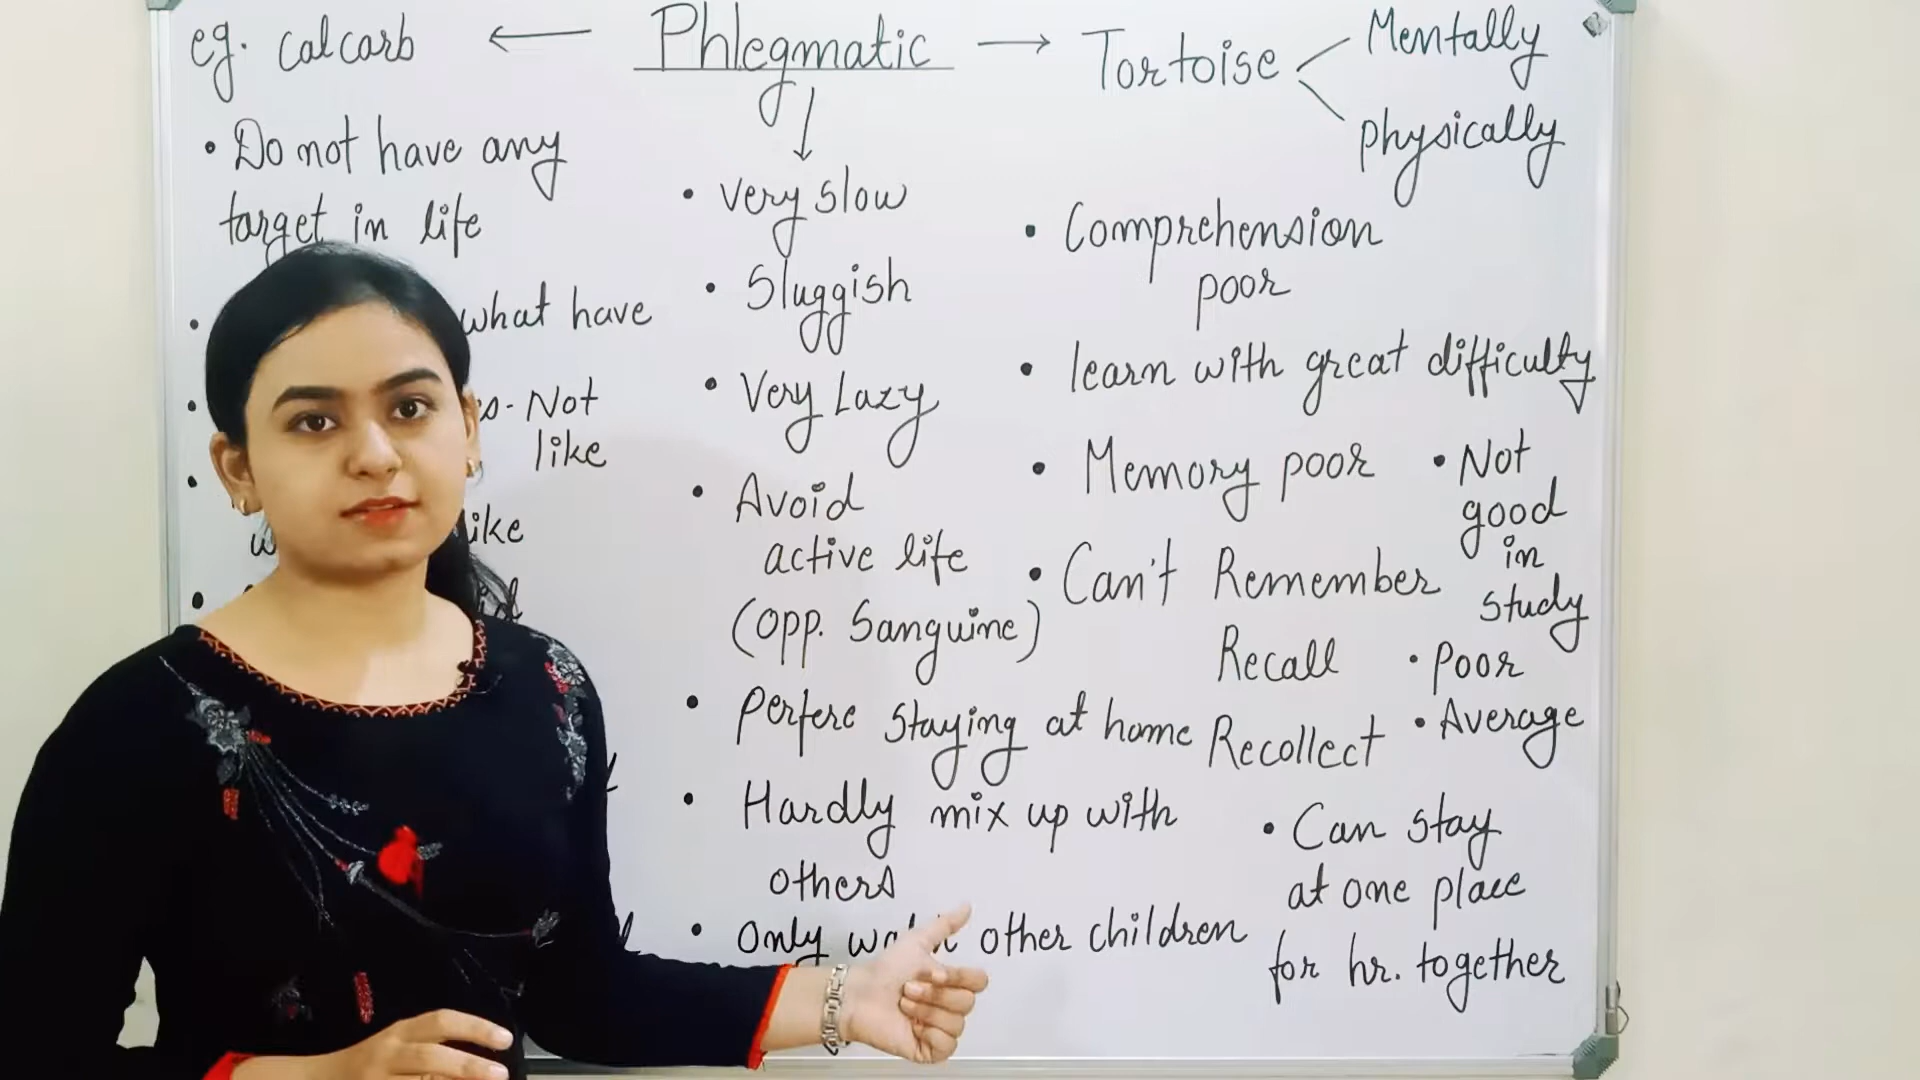 eg. calcarb ← Phlegmatic → Tortoise
Mentally
physically
• Do not have any
target in life
• what have
• Not
like
like
• very slow
• Sluggish
• Very Lazy
• Avoid
active life
(opp. Sanguine)
• perfere staying at home
• Hardly mix up with
others
• Only other children
• Comprehension
poor
• learn with great difficulty
• Memory poor
• Can't Remember
Recall
Recollect
• Not
good
in
study
• poor
• Average
• Can stay
at one place
for hr. together